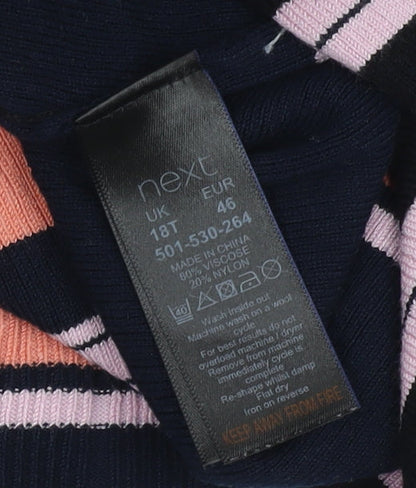 next
UK EUR
18T 46
501-530-264
MADE IN CHINA
80% VISCOSE
20% NYLON
40
Wash inside out
Machine wash on a wool
cycle
For best results do not
overload machine / dryer
Remove from machine
immediately cycle is
complete
Re-shape whilst damp
Flat dry
Iron on reverse
KEEP AWAY FROM FIRE